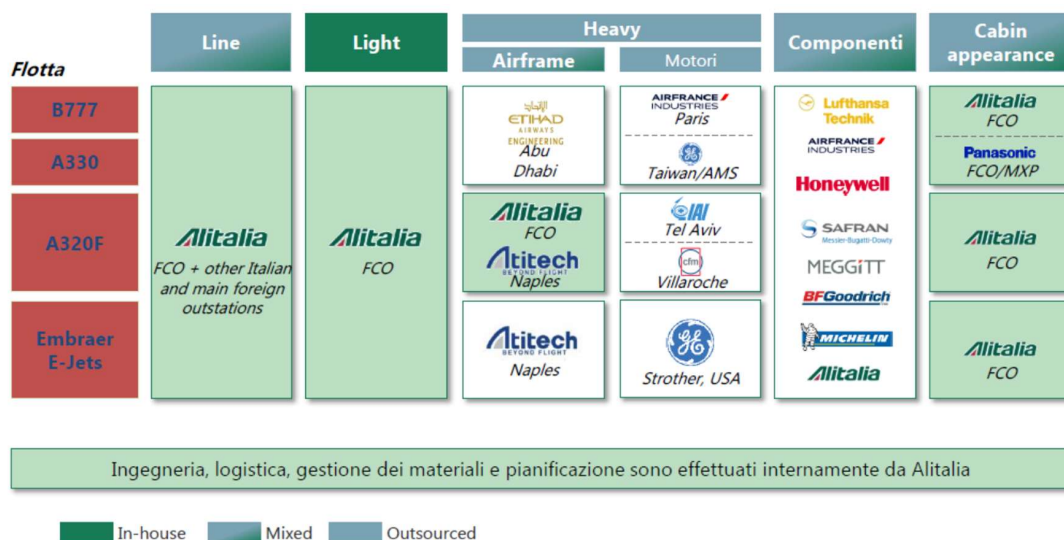 Flotta
Line
Light
Heavy
Airframe
Motori
Componenti
Cabin
appearance
B777
A330
A320F
Embraer
E-Jets
Alitalia
FCO + other Italian
and main foreign
outstations
Alitalia
FCO
الإتحاد
ETIHAD
AIRWAYS
ENGINEERING
Abu
Dhabi
Alitalia
FCO
Atitech
BEYOND FLIGHT
Naples
Atitech
BEYOND FLIGHT
Naples
AIRFRANCE
INDUSTRIES
Paris
GE
Taiwan/AMS
IAI
Tel Aviv
cfm
Villaroche
GE
Strother, USA
Lufthansa
Technik
AIRFRANCE
INDUSTRIES
Honeywell
SAFRAN
Messier-Bugatti-Dowty
MEGGiTT
BFGoodrich
MICHELIN
Alitalia
Alitalia
FCO
Panasonic
FCO/MXP
Alitalia
FCO
Alitalia
FCO
Ingegneria, logistica, gestione dei materiali e pianificazione sono effettuati internamente da Alitalia
In-house
Mixed
Outsourced